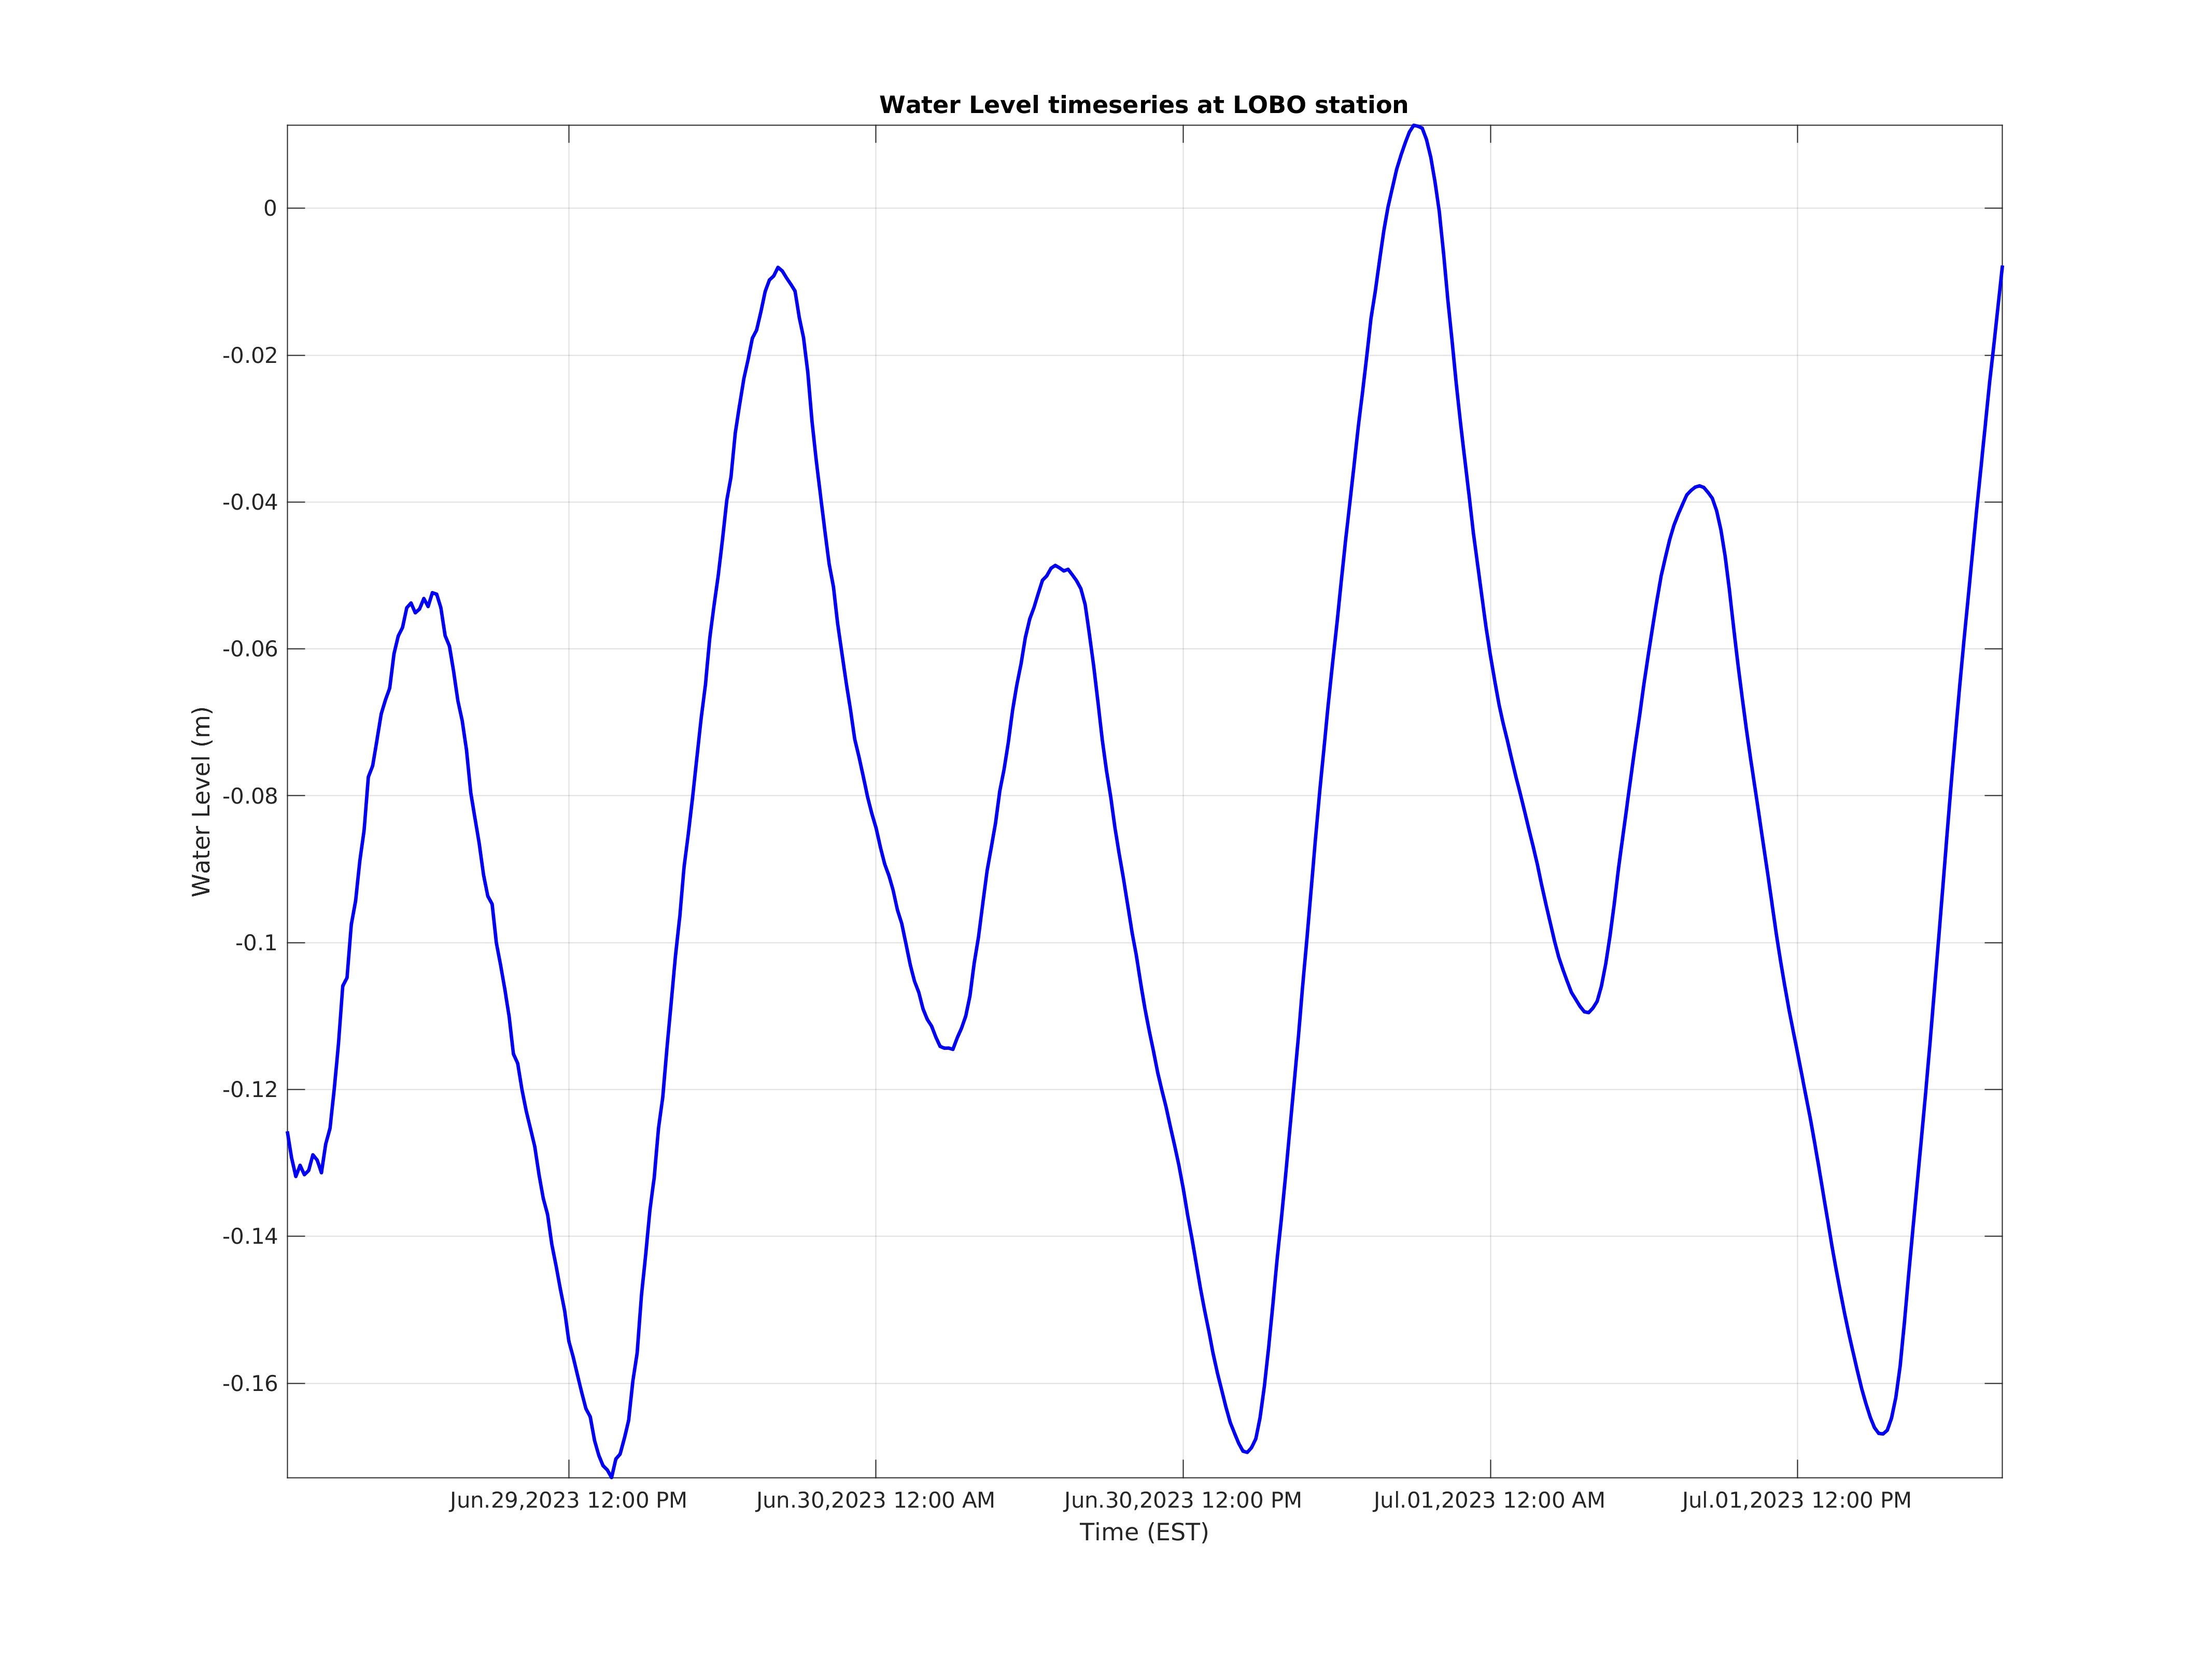 Water Level timeseries at LOBO station
0
-0.02
-0.04
-0.06
-0.08
-0.1
-0.12
-0.14
-0.16
Water Level (m)
Jun.29,2023 12:00 PM
Jun.30,2023 12:00 AM
Jun.30,2023 12:00 PM
Jul.01,2023 12:00 AM
Jul.01,2023 12:00 PM
Time (EST)